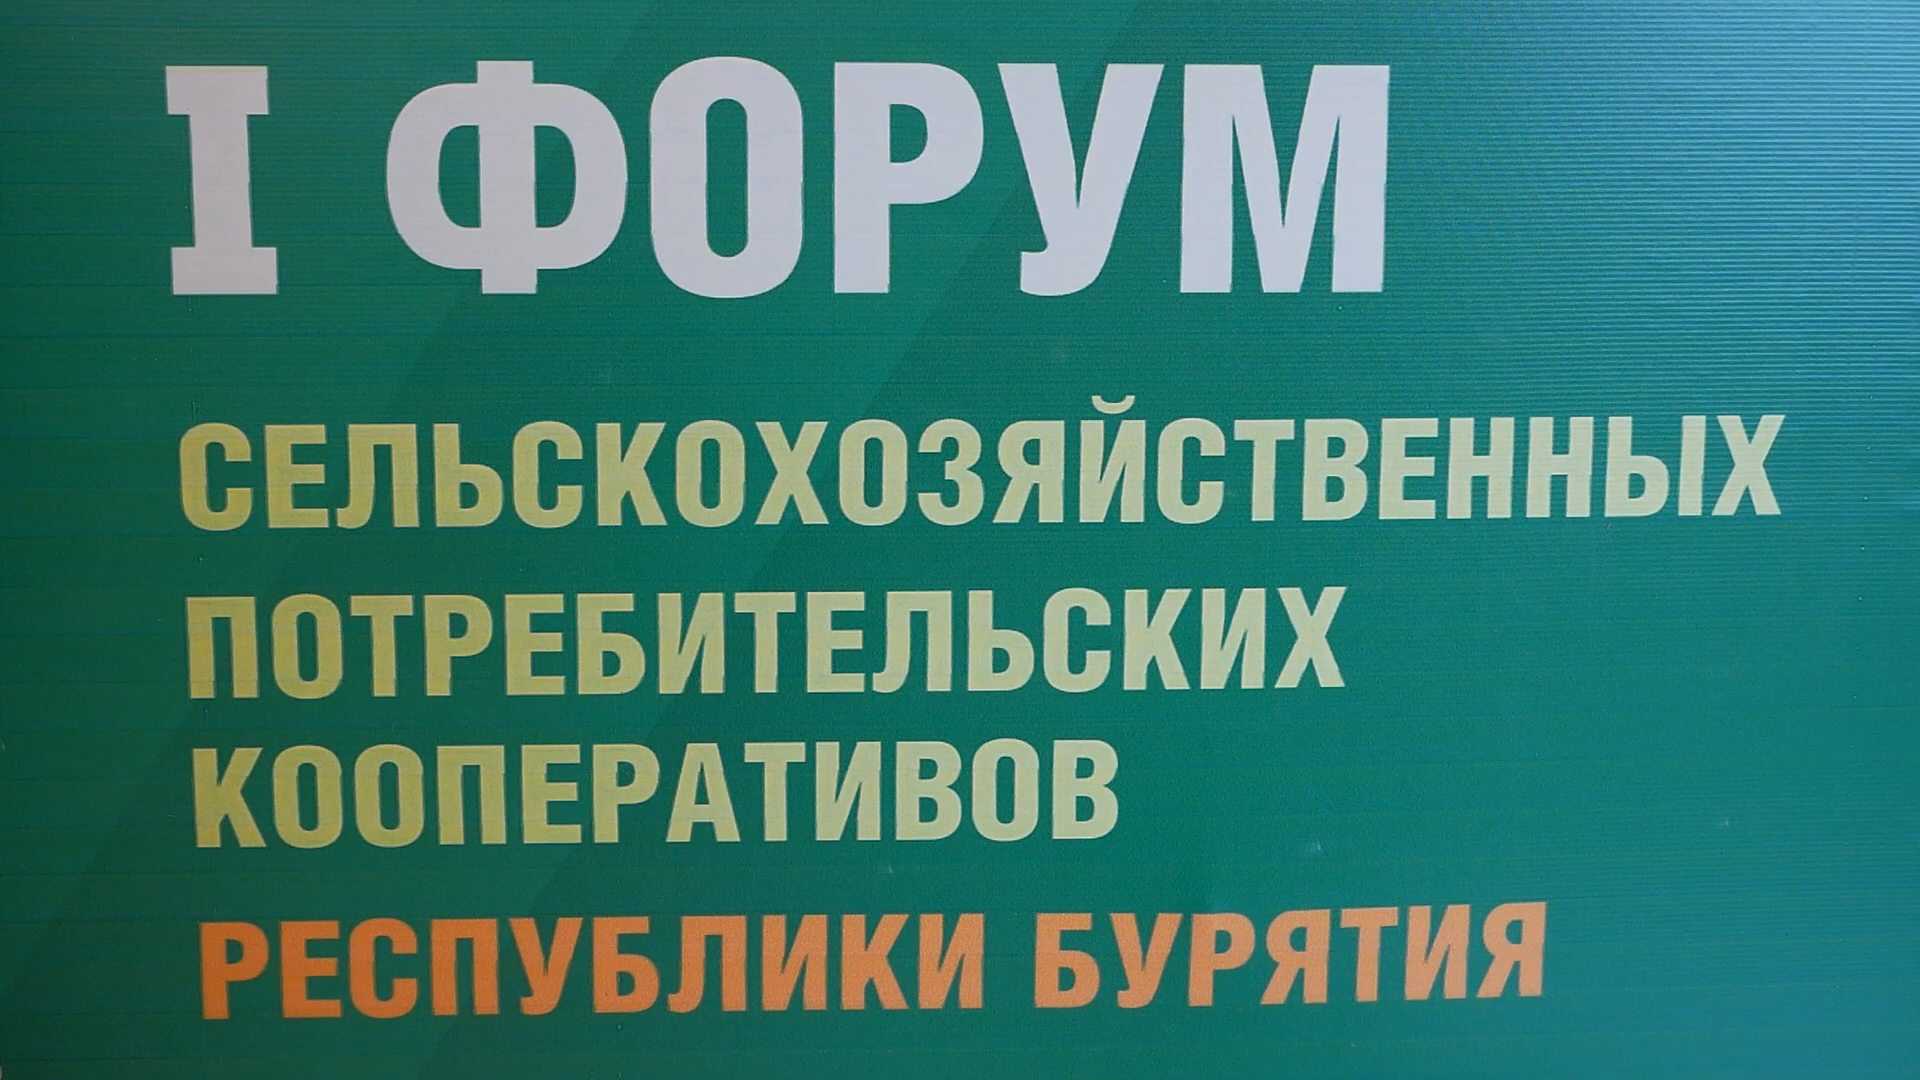 I ФОРУМ
СЕЛЬСКОХОЗЯЙСТВЕННЫХ
ПОТРЕБИТЕЛЬСКИХ
КООПЕРАТИВОВ
РЕСПУБЛИКИ БУРЯТИЯ